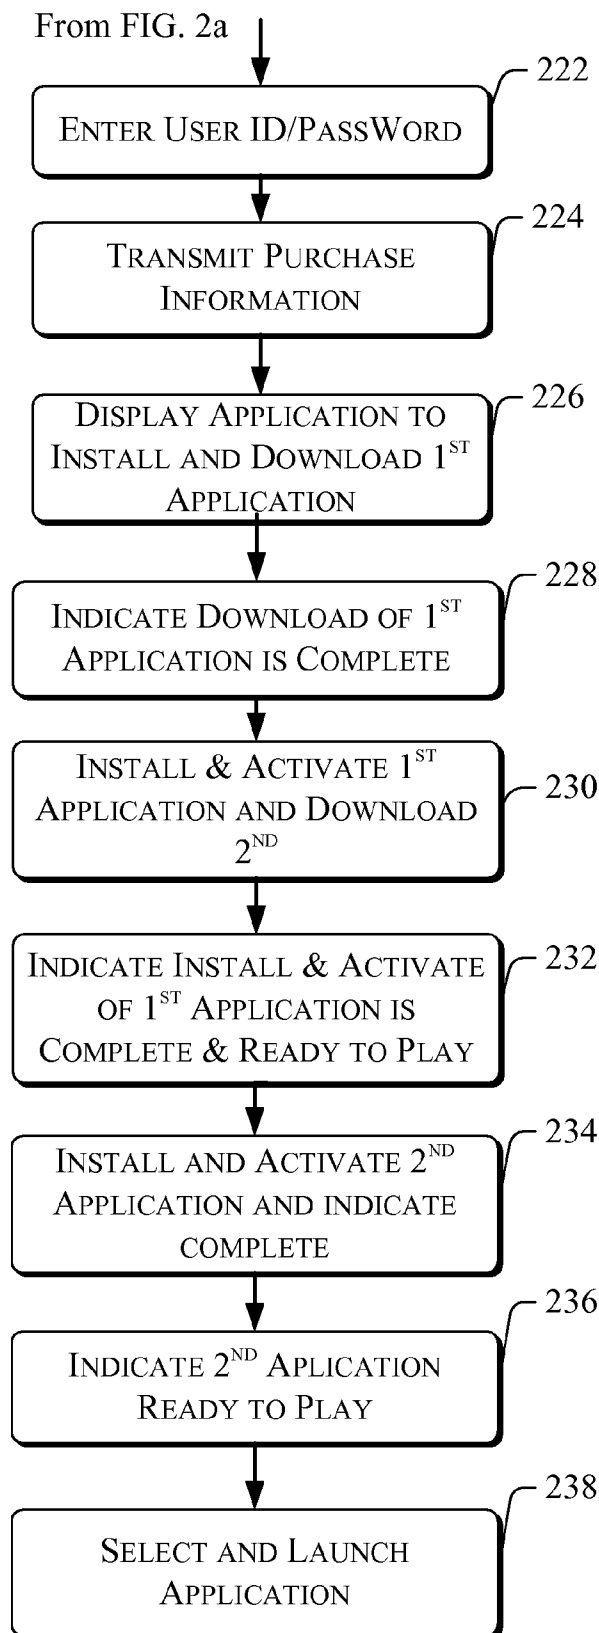 From FIG. 2a
222
ENTER USER ID/PASSWORD
224
TRANSMIT PURCHASE
INFORMATION
226
DISPLAY APPLICATION TO
INSTALL AND DOWNLOAD 1ST
APPLICATION
228
INDICATE DOWNLOAD OF 1ST
APPLICATION IS COMPLETE
230
INSTALL & ACTIVATE 1ST
APPLICATION AND DOWNLOAD
2ND
232
INDICATE INSTALL & ACTIVATE
OF 1ST APPLICATION IS
COMPLETE & READY TO PLAY
234
INSTALL AND ACTIVATE 2ND
APPLICATION AND INDICATE
COMPLETE
236
INDICATE 2ND APLICATION
READY TO PLAY
238
SELECT AND LAUNCH
APPLICATION